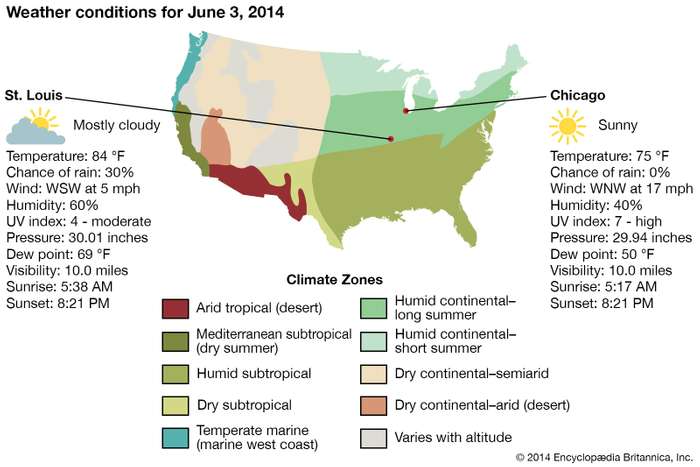 Weather conditions for June 3, 2014
St. Louis
Mostly cloudy
Temperature: 84 °F
Chance of rain: 30%
Wind: WSW at 5 mph
Humidity: 60%
UV index: 4 - moderate
Pressure: 30.01 inches
Dew point: 69 °F
Visibility: 10.0 miles
Sunrise: 5:38 AM
Sunset: 8:21 PM
Chicago
Sunny
Temperature: 75 °F
Chance of rain: 0%
Wind: WNW at 17 mph
Humidity: 40%
UV index: 7 - high
Pressure: 29.94 inches
Dew point: 50 °F
Visibility: 10.0 miles
Sunrise: 5:17 AM
Sunset: 8:21 PM
Climate Zones
Arid tropical (desert)
Mediterranean subtropical
(dry summer)
Humid subtropical
Dry subtropical
Temperate marine
(marine west coast)
Humid continental–
long summer
Humid continental–
short summer
Dry continental–semiarid
Dry continental–arid (desert)
Varies with altitude
© 2014 Encyclopædia Britannica, Inc.